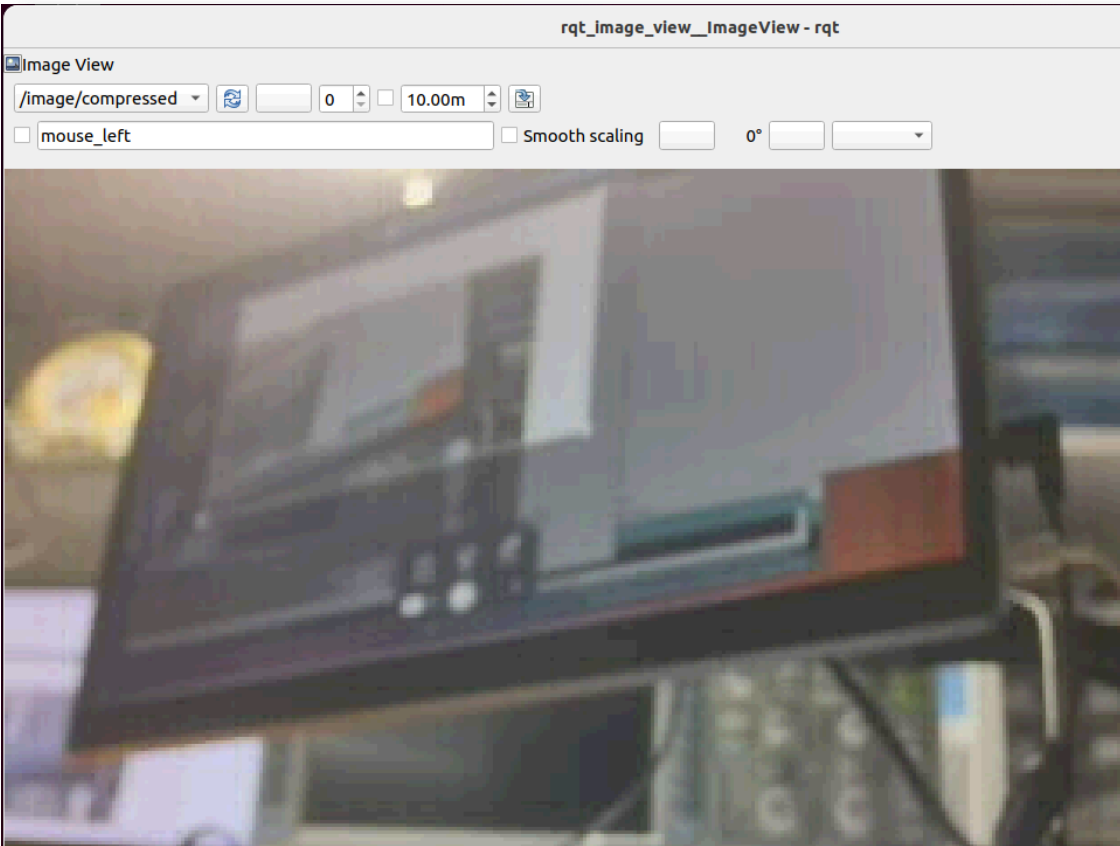 rqt_image_view__ImageView - rqt
Image View
/image/compressed 0 10.00m
mouse_left Smooth scaling 0°